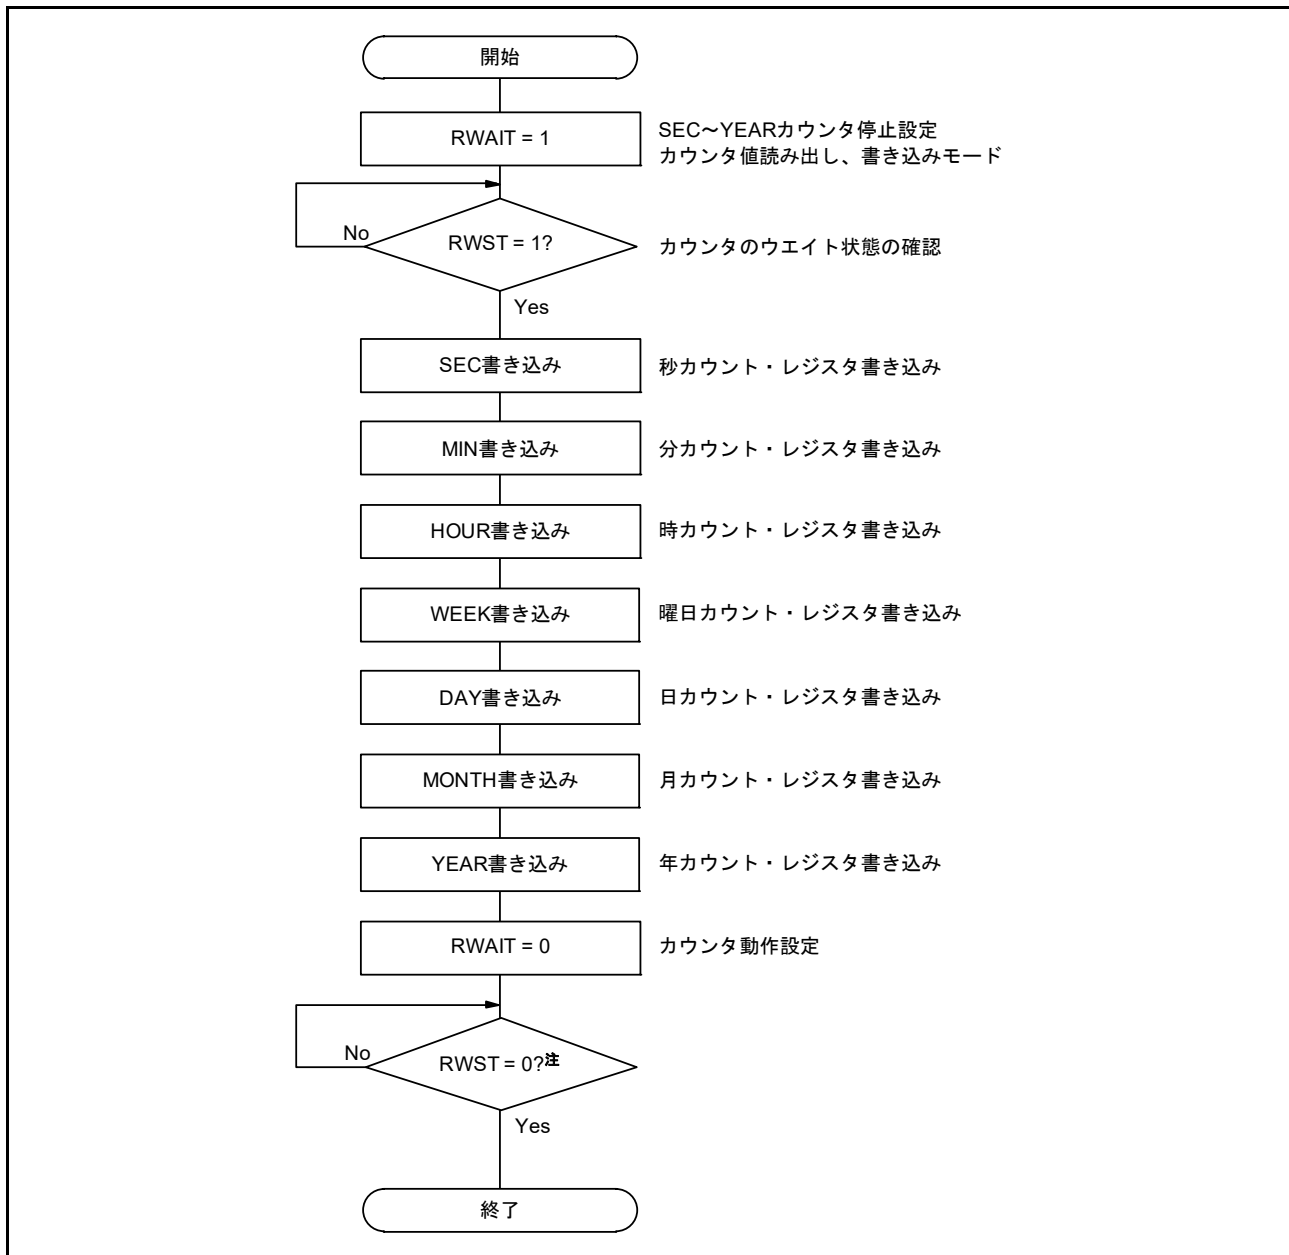 開始
RWAIT = 1
SEC～YEARカウンタ停止設定
カウンタ値読み出し、書き込みモード
No
RWST = 1?
カウンタのウエイト状態の確認
Yes
SEC書き込み
秒カウント・レジスタ書き込み
MIN書き込み
分カウント・レジスタ書き込み
HOUR書き込み
時カウント・レジスタ書き込み
WEEK書き込み
曜日カウント・レジスタ書き込み
DAY書き込み
日カウント・レジスタ書き込み
MONTH書き込み
月カウント・レジスタ書き込み
YEAR書き込み
年カウント・レジスタ書き込み
RWAIT = 0
カウンタ動作設定
No
RWST = 0?注
Yes
終了